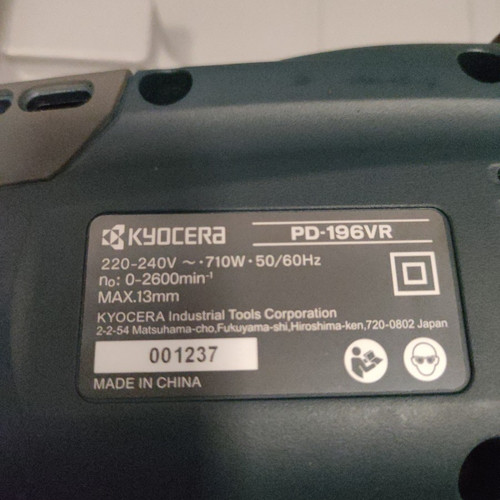 KYOCERA PD-196VR
220-240V ~ · 710W · 50/60Hz
n₀: 0-2600min⁻¹
MAX.13mm
KYOCERA Industrial Tools Corporation
2-2-54 Matsuhama-cho,Fukuyama-shi,Hiroshima-ken,720-0802 Japan
001237
MADE IN CHINA